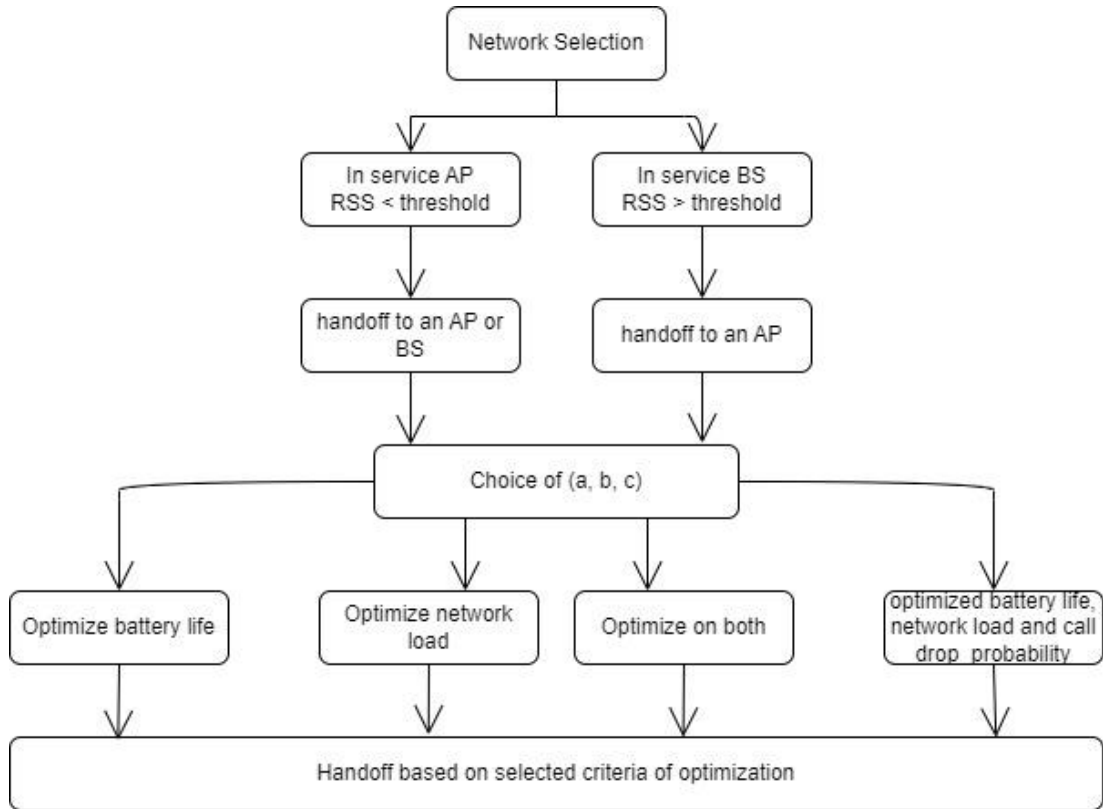 Network Selection
In service AP
RSS < threshold
In service BS
RSS > threshold
handoff to an AP or
BS
handoff to an AP
Choice of (a, b, c)
Optimize battery life
Optimize network
load
Optimize on both
optimized battery life,
network load and call
drop probability
Handoff based on selected criteria of optimization